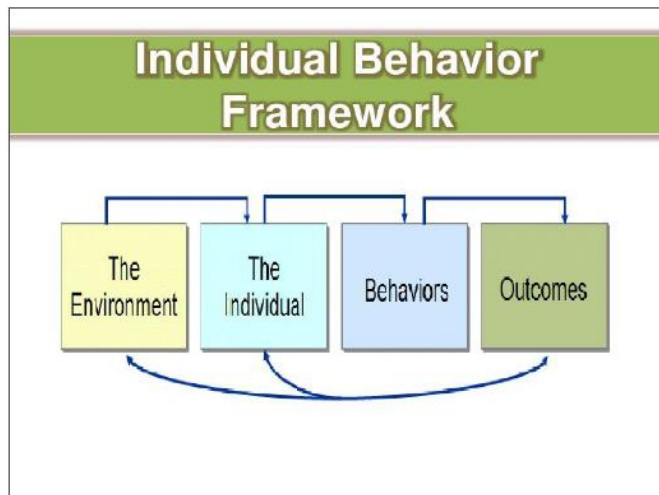 Individual Behavior
Framework
The
Environment
The
Individual
Behaviors
Outcomes